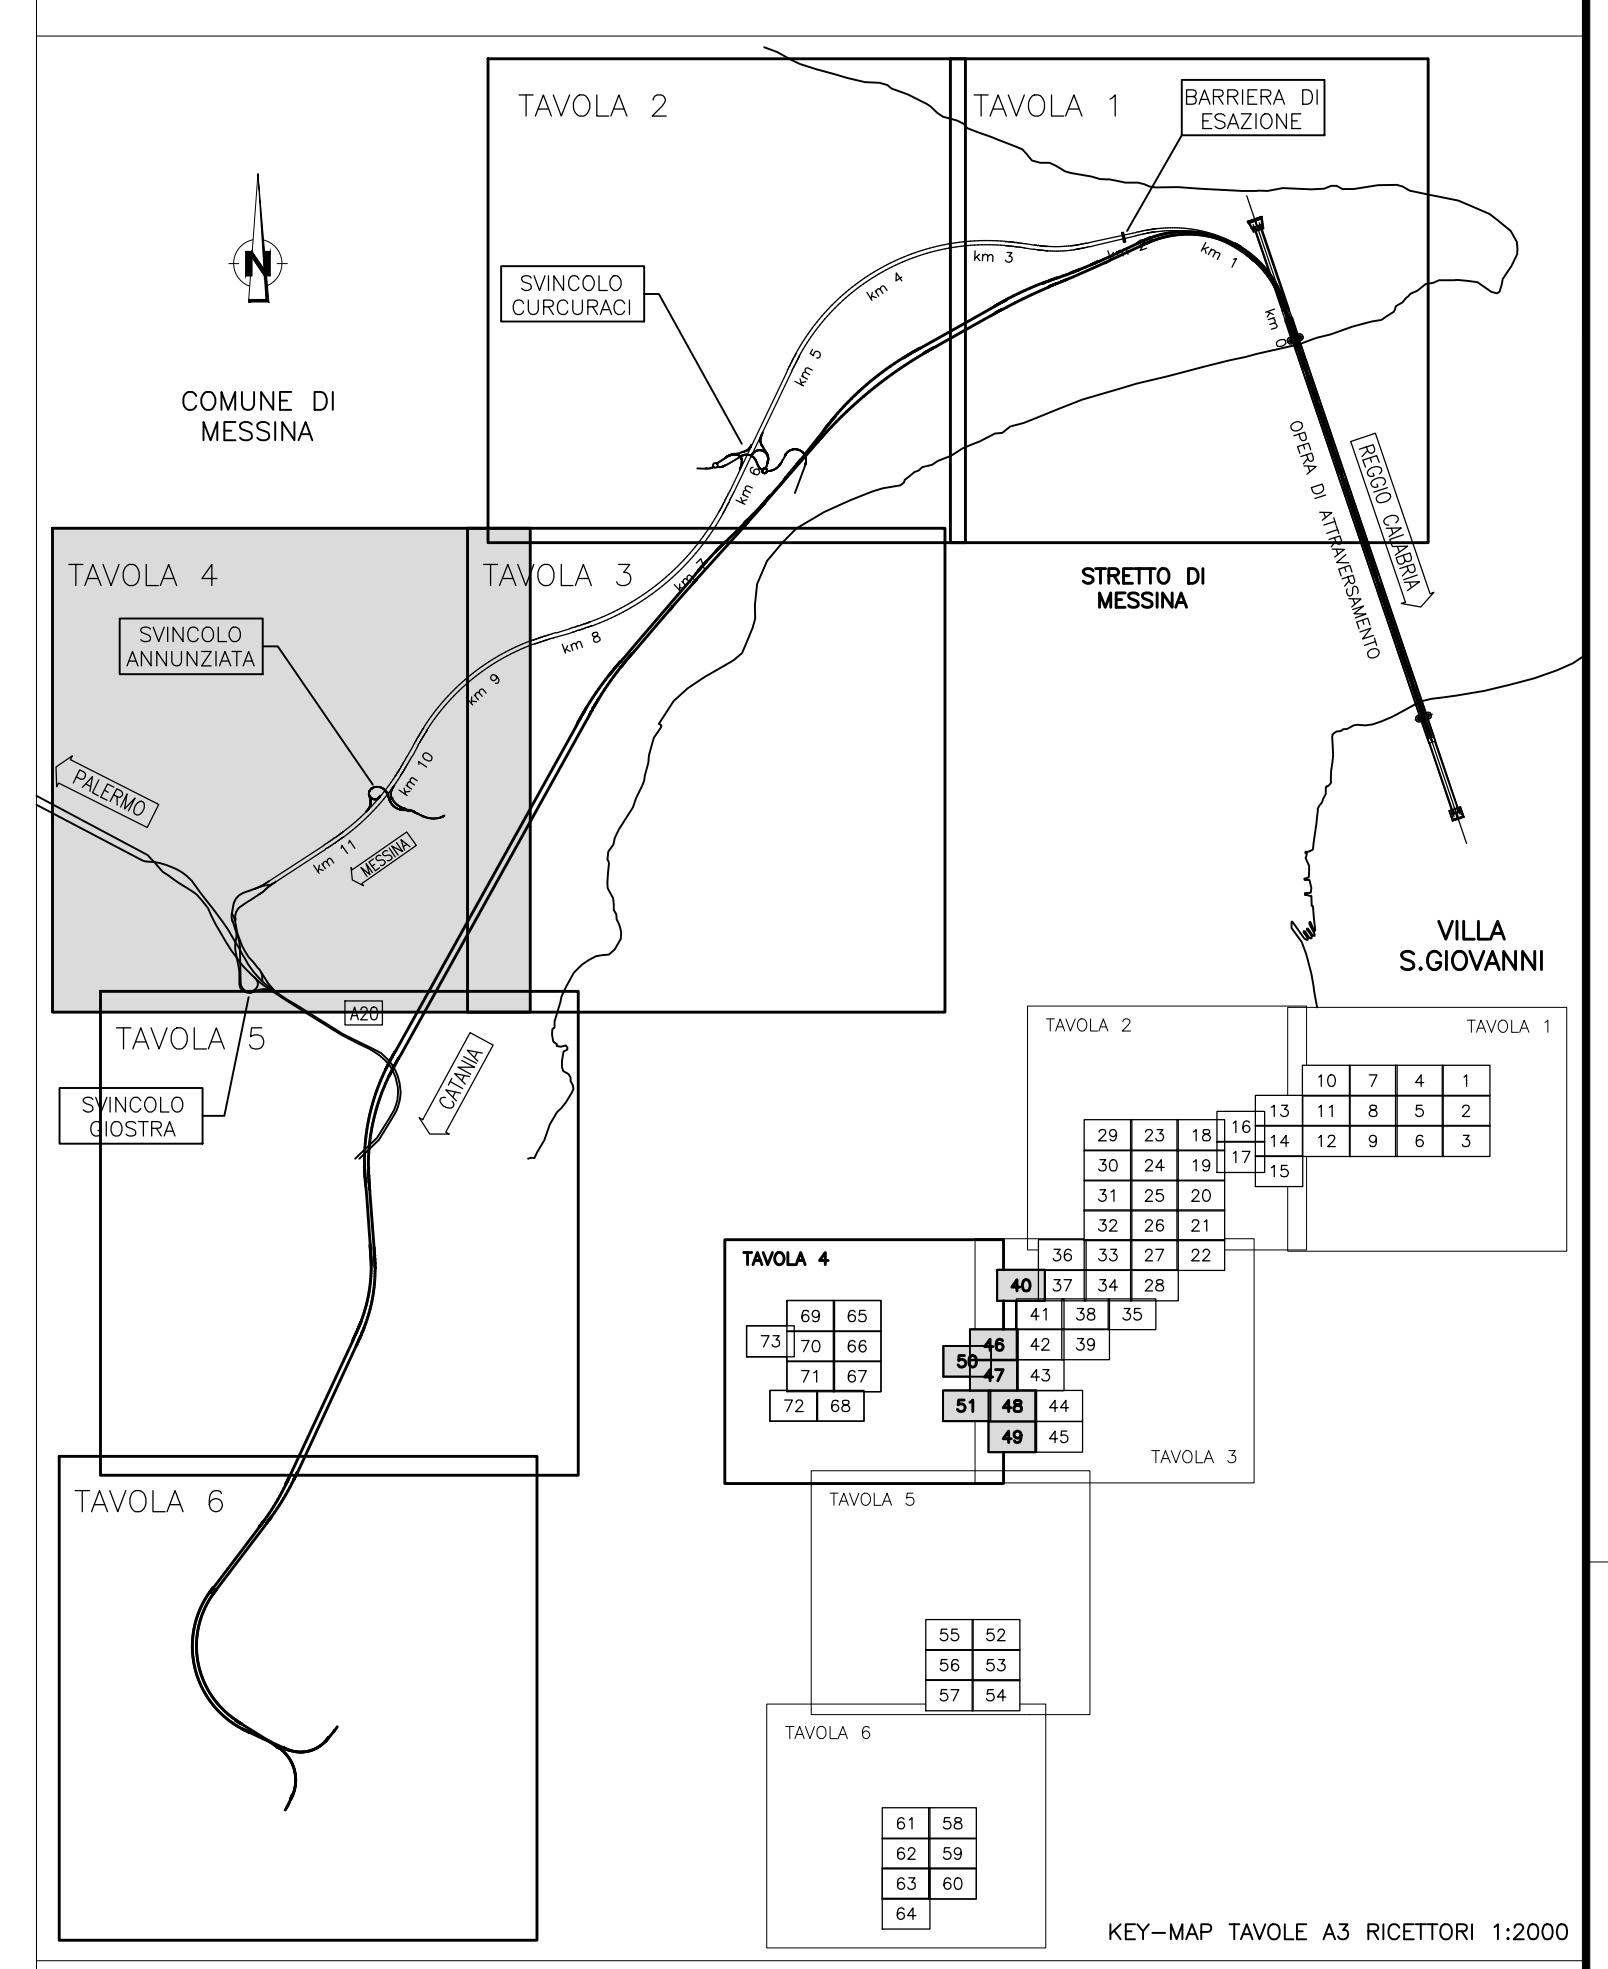 TAVOLA 2
TAVOLA 1
BARRIERA DI
ESAZIONE
N
SVINCOLO
CURCURACI
km 0
km 1
km 2
km 3
km 4
km 5
km 6
km 7
km 8
km 9
km 10
km 11
COMUNE DI
MESSINA
OPERA DI ATTRAVERSAMENTO
REGGIO CALABRIA
TAVOLA 4
TAVOLA 3
STRETTO DI
MESSINA
SVINCOLO
ANNUNZIATA
PALERMO
MESSINA
VILLA
S.GIOVANNI
A20
TAVOLA 5
CATANIA
SVINCOLO
GIOSTRA
TAVOLA 6
TAVOLA 2
TAVOLA 1
10 7 4 1
13 11 8 5 2
16 14 12 9 6 3
17 15
29 23 18
30 24 19
31 25 20
32 26 21
36 33 27 22
40 37 34 28
41 38 35
46 42 39
50 47 43
51 48 44
49 45
TAVOLA 4
69 65
73 70 66
71 67
72 68
TAVOLA 3
TAVOLA 5
55 52
56 53
57 54
TAVOLA 6
61 58
62 59
63 60
64
KEY-MAP TAVOLE A3 RICETTORI 1:2000